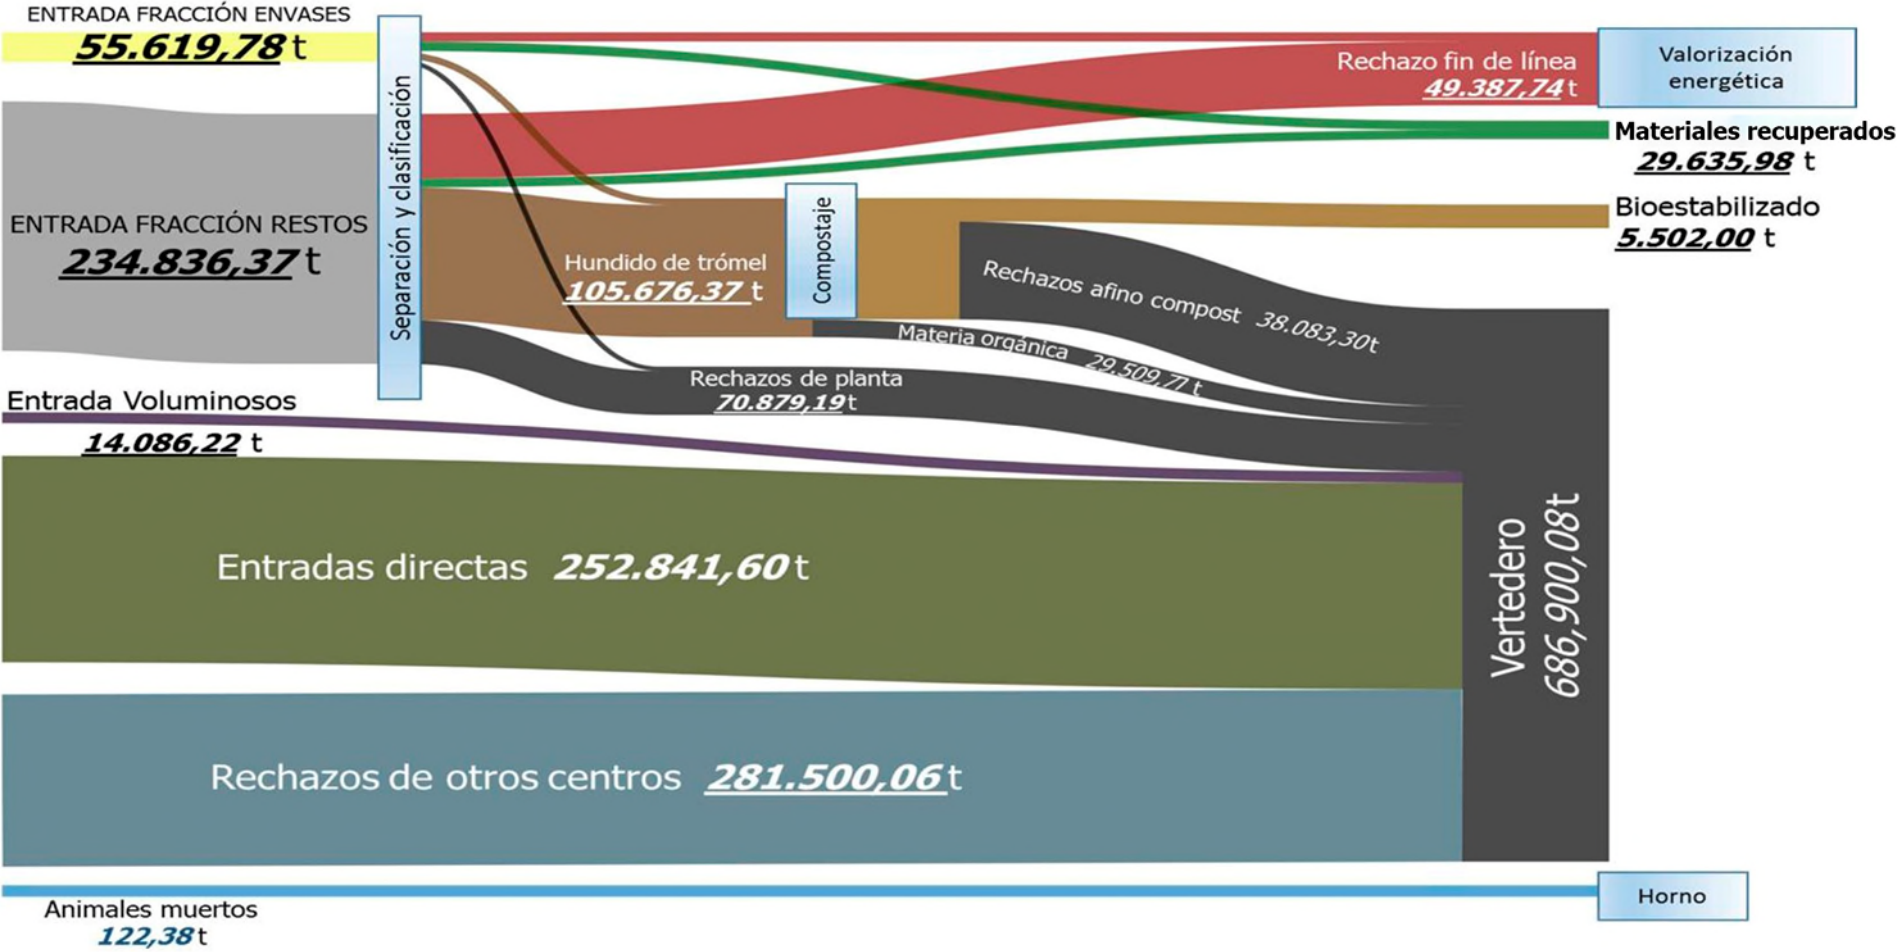 ENTRADA FRACCIÓN ENVASES
55.619,78 t
ENTRADA FRACCIÓN RESTOS
234.836,37 t
Separación y clasificación
Rechazo fin de línea
49.387,74 t
Valorización
energética
Materiales recuperados
29.635,98 t
Bioestabilizado
5.502,00 t
Hundido de trómel
105.676,37 t
Compostaje
Rechazos afino compost 38.083,30t
Materia orgánica 29.509,71 t
Rechazos de planta
70.879,19 t
Entrada Voluminosos
14.086,22 t
Entradas directas 252.841,60 t
Rechazos de otros centros 281.500,06 t
Vertedero
686,900,08t
Animales muertos
122,38 t
Horno